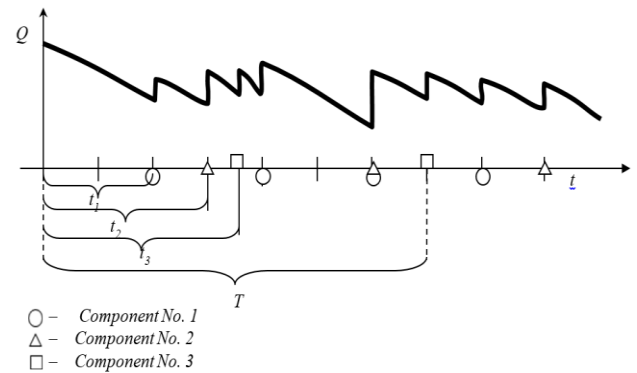 Q
t
t1
t2
t3
T
– Component No. 1
– Component No. 2
– Component No. 3